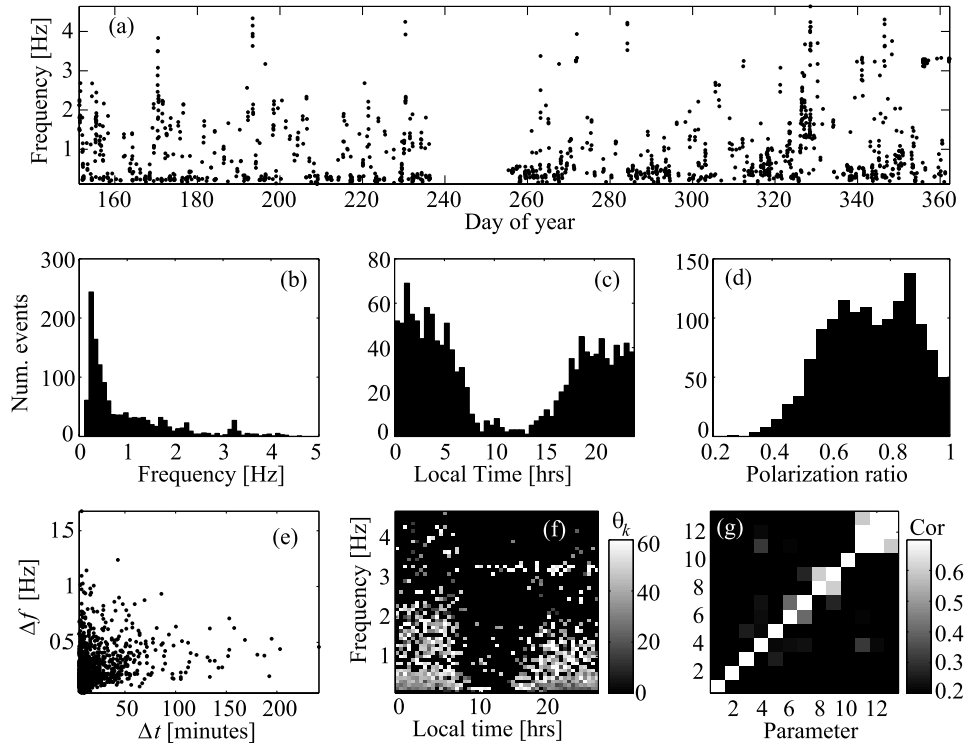 (a)
Frequency [Hz]
4
3
2
1
160 180 200 220 240 260 280 300 320 340 360
Day of year
(b)
Num. events
300
200
100
0
0 1 2 3 4 5
Frequency [Hz]
(c)
80
60
40
20
0
0 10 20
Local Time [hrs]
(d)
150
100
50
0
0.2 0.4 0.6 0.8 1
Polarization ratio
(e)
Δf [Hz]
1.5
1
0.5
50 100 150 200
Δt [minutes]
(f)
Frequency [Hz]
4
3
2
1
0 10 20
Local time [hrs]
θk
60
40
20
0
(g)
12
10
8
6
4
2
2 4 6 8 10 12
Parameter
Cor
0.6
0.5
0.4
0.3
0.2